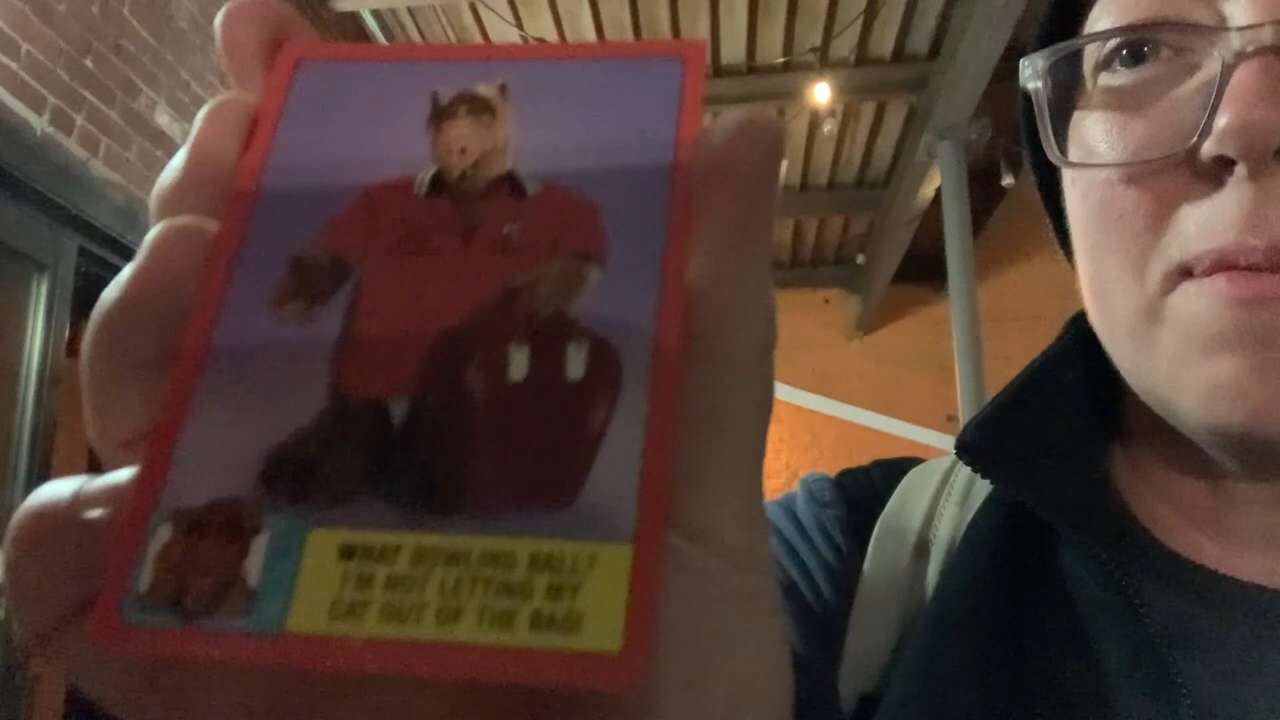 WHAT BOWLING BALL?
I'M NOT LETTING MY
CAT OUT OF THE BAG!